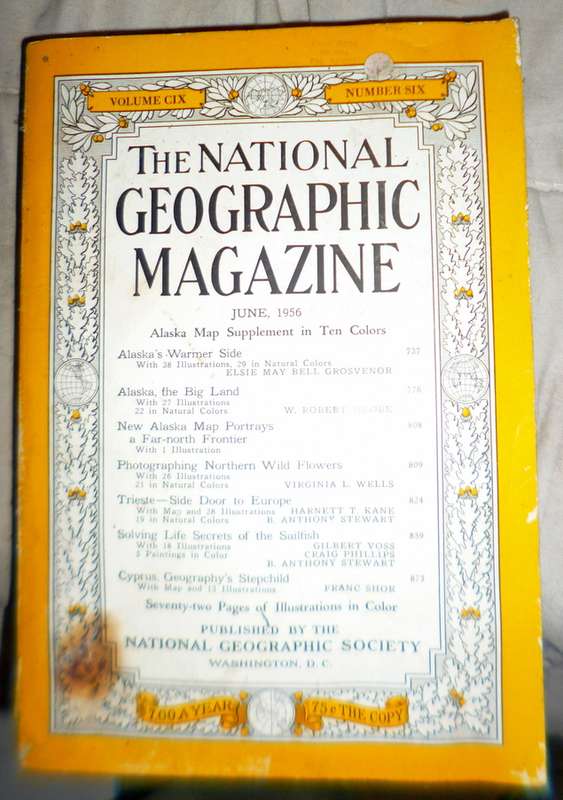 VOLUME CIX
NUMBER SIX
THE NATIONAL
GEOGRAPHIC
MAGAZINE
JUNE, 1956
Alaska Map Supplement in Ten Colors
Alaska's Warmer Side 737
With 38 Illustrations, 29 in Natural Colors
ELSIE MAY BELL GROSVENOR
Alaska, the Big Land 776
With 27 Illustrations
22 in Natural Colors W. ROBERT
New Alaska Map Portrays
a Far-north Frontier 808
With 1 Illustration
Photographing Northern Wild Flowers 809
With 26 Illustrations
21 in Natural Colors VIRGINIA L. WELLS
Trieste—Side Door to Europe 824
With Map and 28 Illustrations HARNETT T. KANE
19 in Natural Colors B. ANTHONY STEWART
Solving Life Secrets of the Sailfish 859
With 18 Illustrations GILBERT VOSS
5 Paintings in Color CRAIG PHILLIPS
B. ANTHONY STEWART
Cyprus, Geography's Stepchild 873
With Map and 13 Illustrations FRANC SHOR
Seventy-two Pages of Illustrations in Color
PUBLISHED BY THE
NATIONAL GEOGRAPHIC SOCIETY
WASHINGTON, D. C.
7.00 A YEAR
75¢ THE COPY